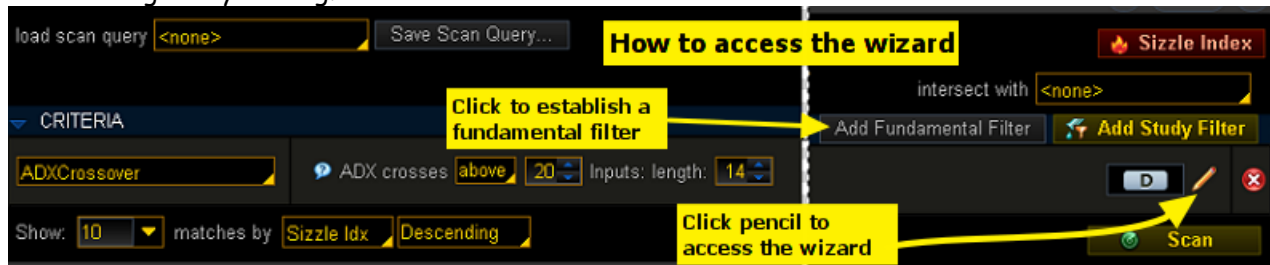 load scan query <none> Save Scan Query... How to access the wizard Sizzle Index
intersect with <none>
Click to establish a
fundamental filter
CRITERIA Add Fundamental Filter Add Study Filter
ADXCrossover ADX crosses above 20 Inputs: length: 14 D
Show: 10 matches by Sizzle Idx Descending Scan
Click pencil to
access the wizard